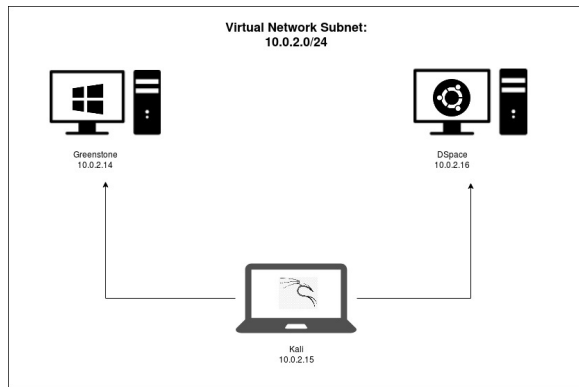 Virtual Network Subnet:
10.0.2.0/24
Greenstone
10.0.2.14
DSpace
10.0.2.16
Kali
10.0.2.15